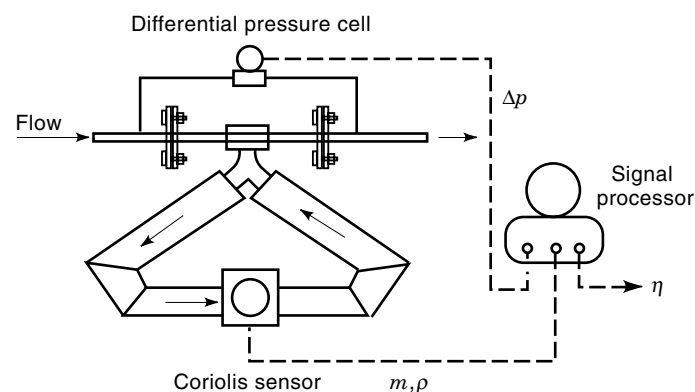 Differential pressure cell
Δp
Flow
Signal
processor
η
Coriolis sensor
m,ρ